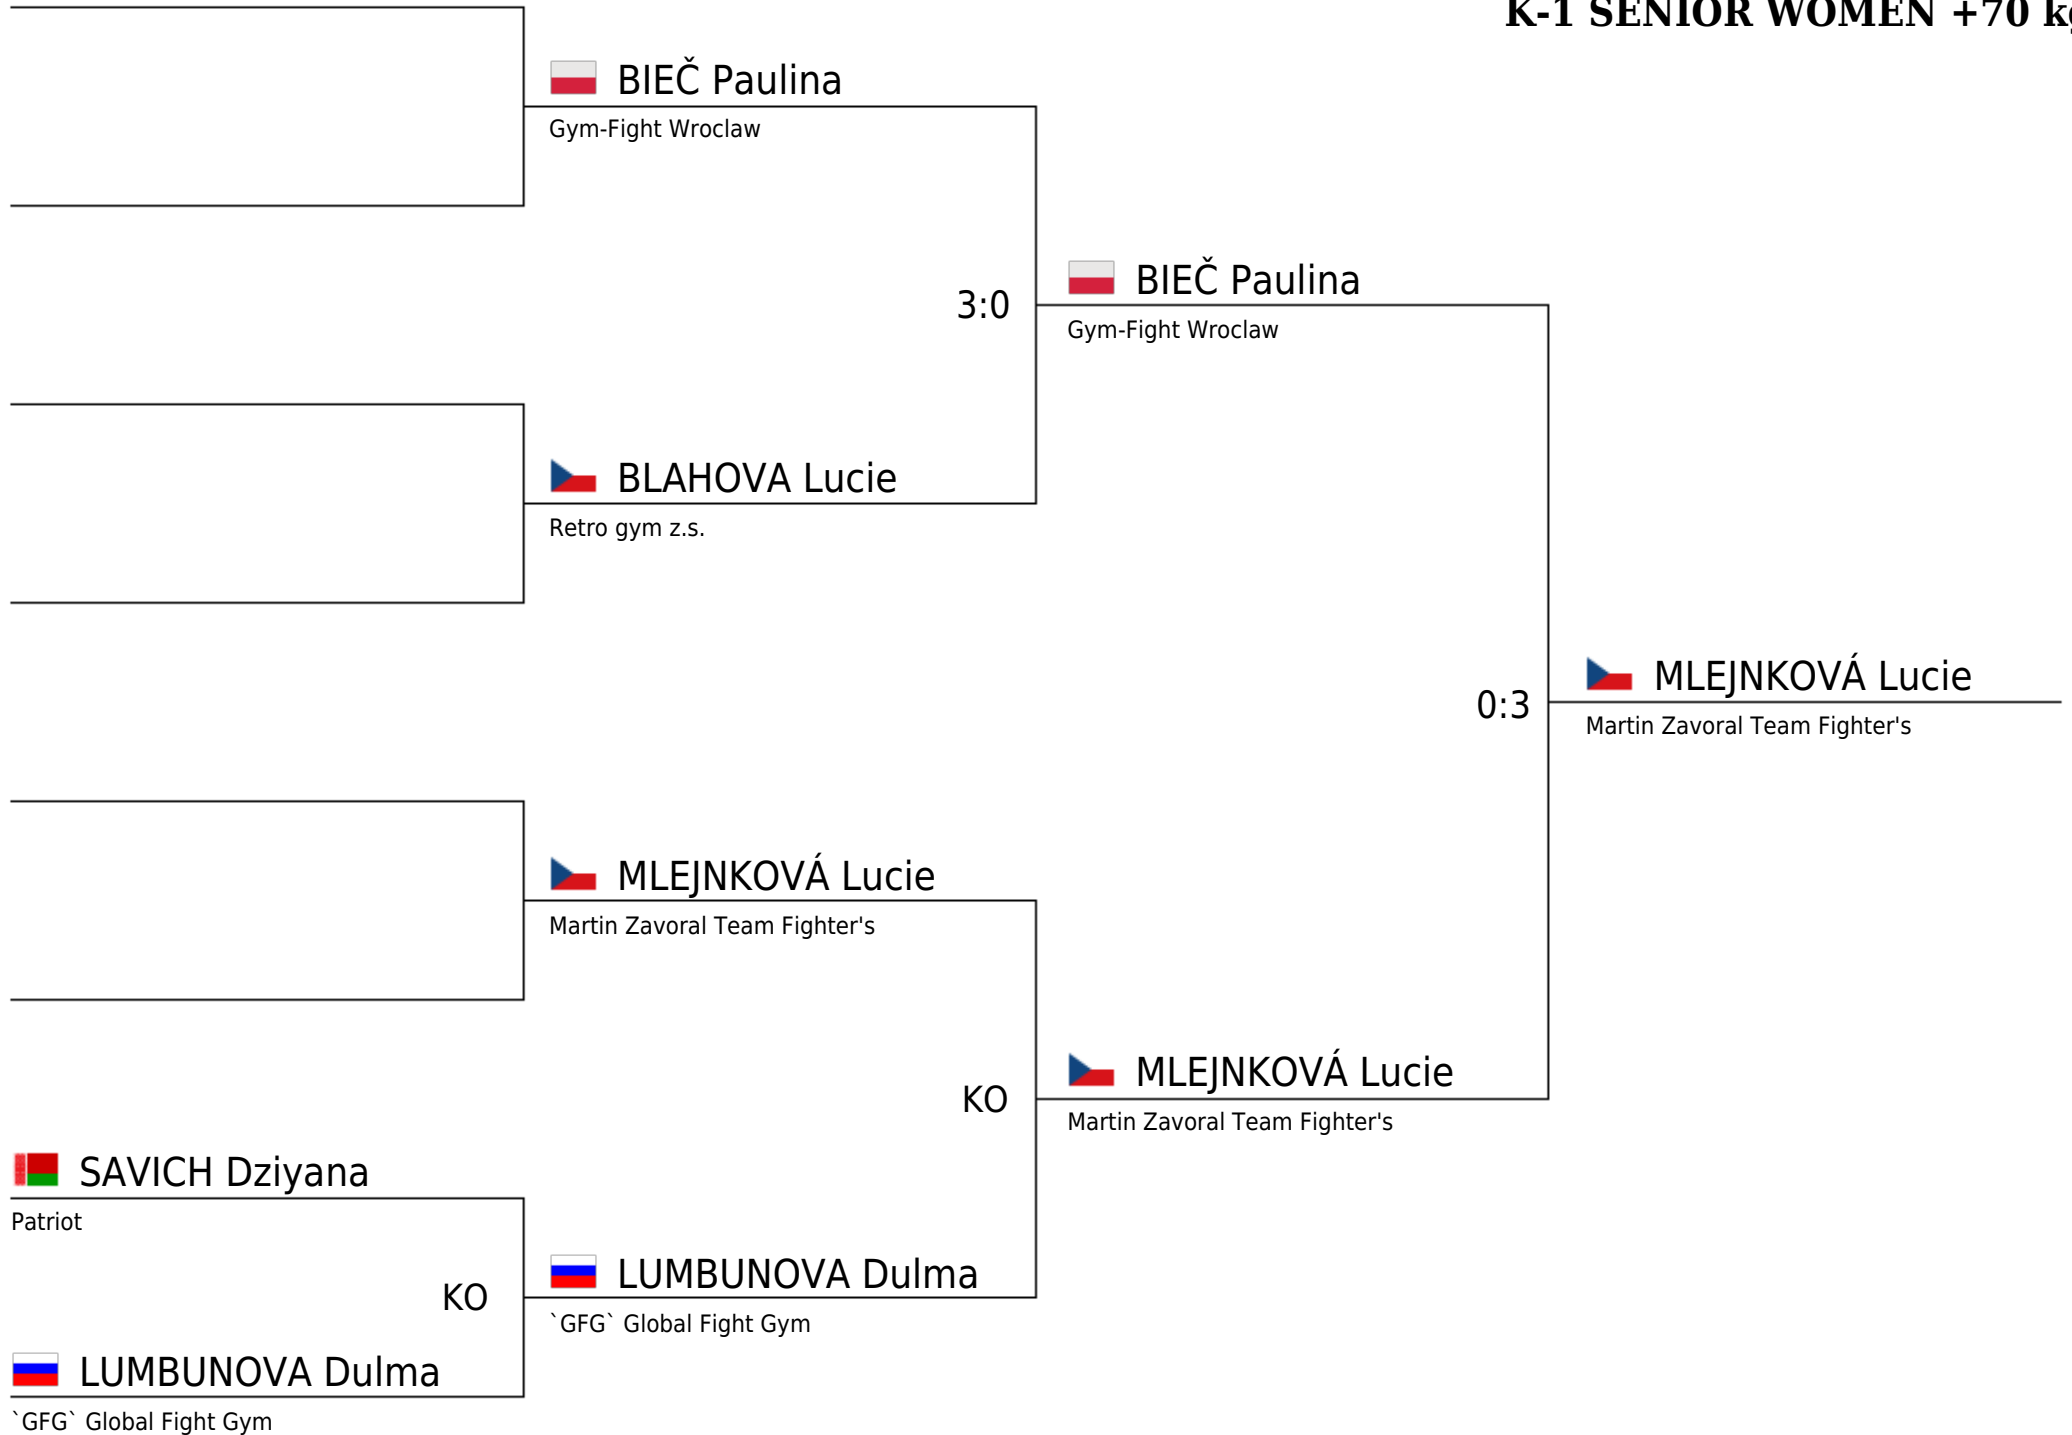 K-1 SENIOR WOMEN +70 kg
BIEČ Paulina
Gym-Fight Wroclaw
3:0
BIEČ Paulina
Gym-Fight Wroclaw
BLAHOVA Lucie
Retro gym z.s.
0:3
MLEJNKOVÁ Lucie
Martin Zavoral Team Fighter's
MLEJNKOVÁ Lucie
Martin Zavoral Team Fighter's
KO
MLEJNKOVÁ Lucie
Martin Zavoral Team Fighter's
SAVICH Dziyana
Patriot
KO
LUMBUNOVA Dulma
`GFG` Global Fight Gym
LUMBUNOVA Dulma
`GFG` Global Fight Gym